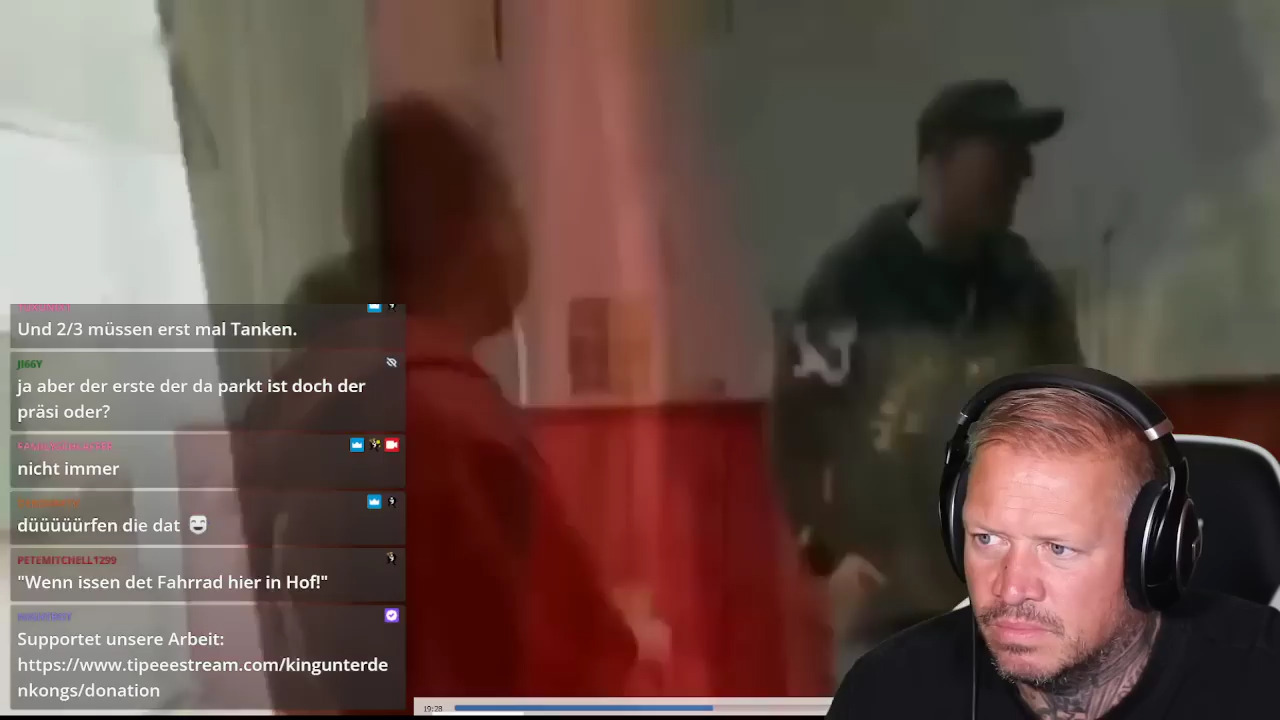 Und 2/3 müssen erst mal Tanken.
JI66Y
ja aber der erste der da parkt ist doch der
präsi oder?
nicht immer
düüüüürfen die dat
PETEMITCHELL1299
"Wenn issen det Fahrrad hier in Hof!"
Supportet unsere Arbeit:
https://www.tipeeestream.com/kingunterde
nkongs/donation
19:28